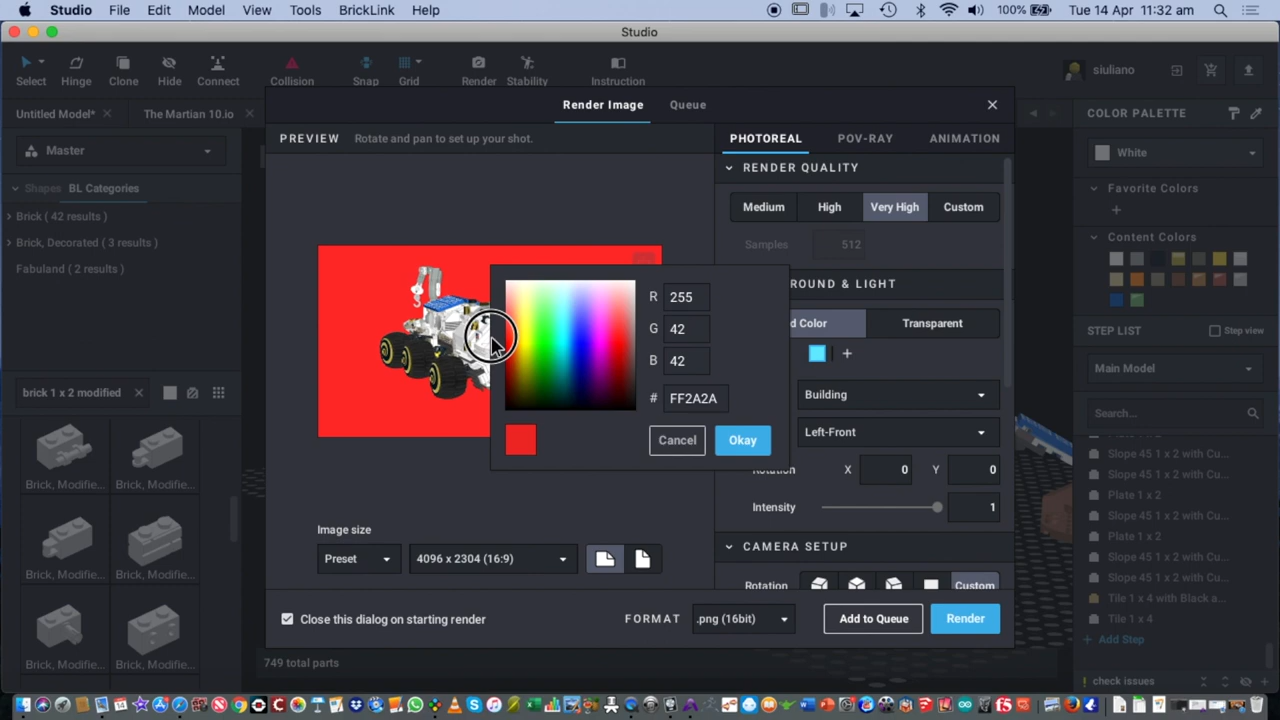 Studio File Edit Model View Tools BrickLink Help 100% Tue 14 Apr 11:32 am
Studio
Select Hinge Clone Hide Connect Collision Snap Grid Render Stability Instruction siuliano
Untitled Model* The Martian 10.io
Master
Shapes BL Categories
Brick ( 42 results )
Brick, Decorated ( 3 results )
Fabuland ( 2 results )
brick 1 x 2 modified
Brick, Modifie... Brick, Modifie...
Brick, Modifie... Brick, Modifie...
Brick, Modifie... Brick, Modifie...
Render Image Queue
PREVIEW Rotate and pan to set up your shot.
PHOTOREAL POV-RAY ANIMATION
RENDER QUALITY
Medium High Very High Custom
Samples 512
ROUND & LIGHT
d Color Transparent
Building
Left-Front
Rotation X 0 Y 0
Intensity 1
CAMERA SETUP
Rotation Custom
R 255
G 42
B 42
# FF2A2A
Cancel Okay
Image size
Preset 4096 x 2304 (16:9)
Close this dialog on starting render FORMAT .png (16bit) Add to Queue Render
749 total parts
COLOR PALETTE
White
Favorite Colors
+
Content Colors
STEP LIST Step view
Main Model
Search...
Slope 45 1 x 2 with Cu...
Slope 45 1 x 2 with Cu...
Plate 1 x 2
Slope 45 1 x 2 with Cu...
Plate 1 x 2
Slope 45 1 x 2 with Cu...
Slope 45 1 x 2 with Cu...
Tile 1 x 4 with Black a...
Tile 1 x 4
+ Add Step
check issues